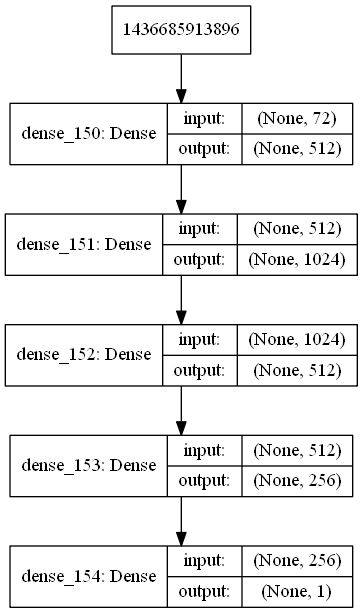 1436685913896
dense_150: Dense
input: (None, 72)
output: (None, 512)
dense_151: Dense
input: (None, 512)
output: (None, 1024)
dense_152: Dense
input: (None, 1024)
output: (None, 512)
dense_153: Dense
input: (None, 512)
output: (None, 256)
dense_154: Dense
input: (None, 256)
output: (None, 1)